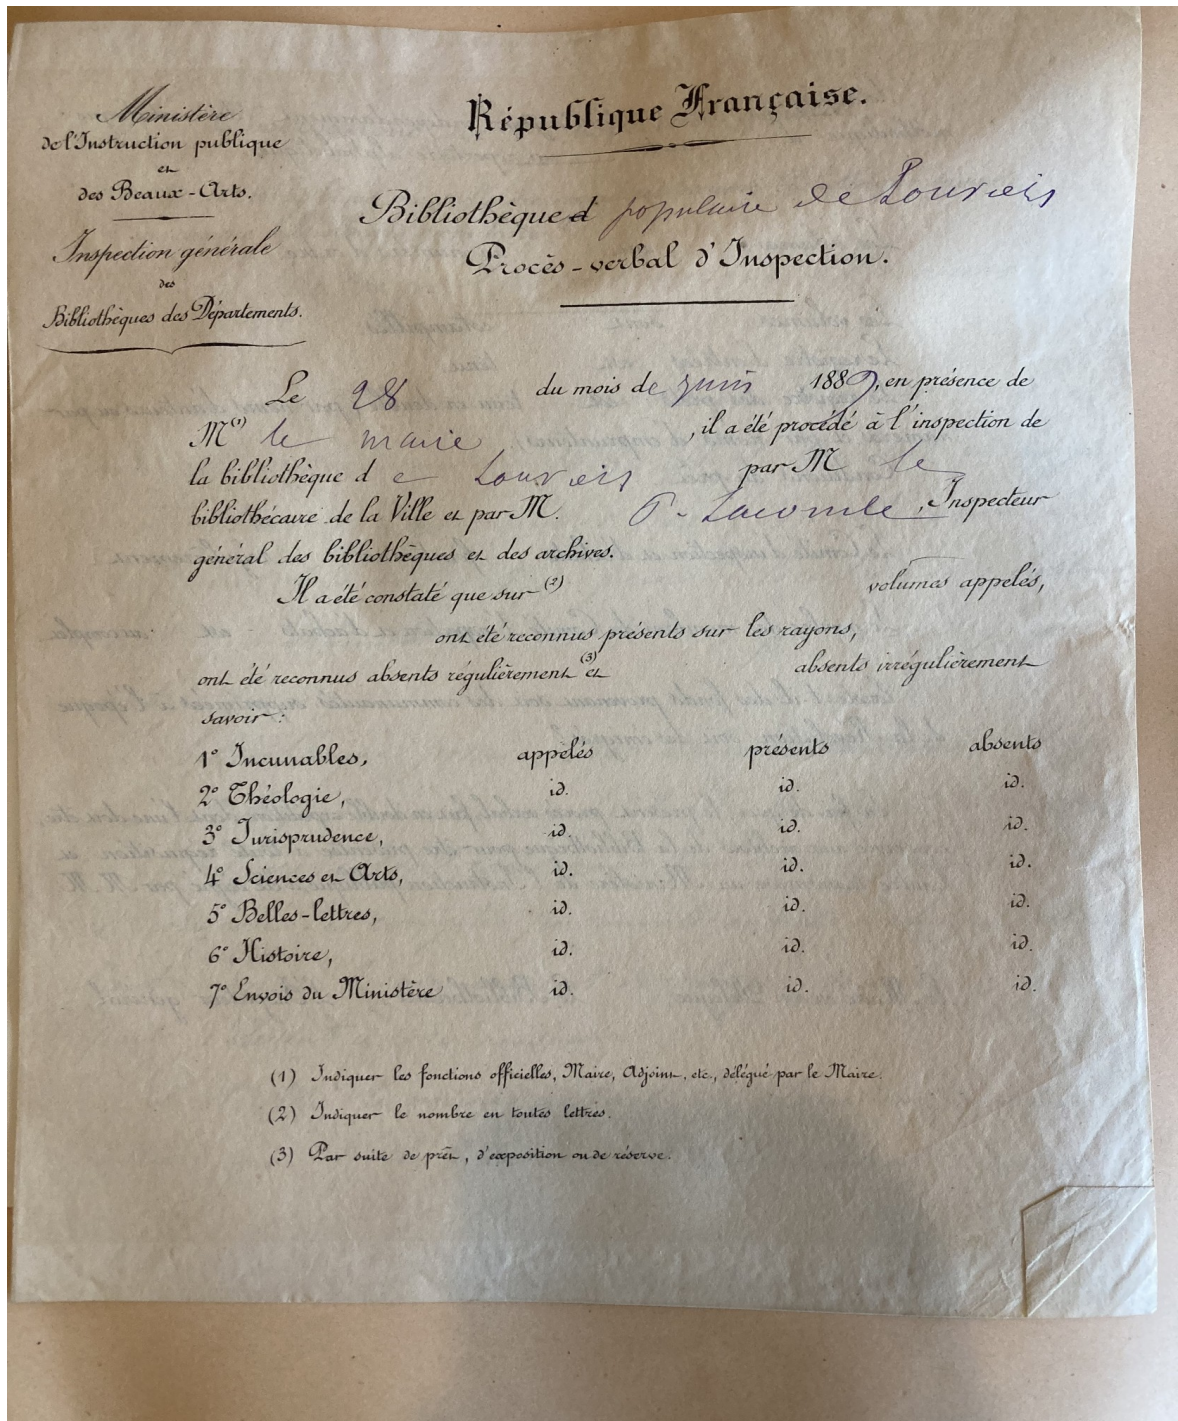 Ministère
de l'Instruction publique
et
des Beaux-Arts.
Inspection générale
des
Bibliothèques des Départements.
République Française.
Bibliothèque d populaire de Louviers
Procès-verbal d'Inspection.
Le 28 du mois de juin 1889, en présence de
M(1) le maire, il a été procédé à l'inspection de
la bibliothèque de Louviers par M le
bibliothécaire de la Ville et par M. P. Lacombe, Inspecteur
général des bibliothèques et des archives.
Il a été constaté que sur (2) volumes appelés,
ont été reconnus présents sur les rayons,
ont été reconnus absents régulièrement (3) et absents irrégulièrement
savoir :
1° Incunables, appelés présents absents
2° Théologie, id. id. id.
3° Jurisprudence, id. id. id.
4° Sciences et Arts, id. id. id.
5° Belles-lettres, id. id. id.
6° Histoire, id. id. id.
7° Envois du Ministère id. id. id.
(1) Indiquer les fonctions officielles, Maire, Adjoint, etc., délégué par le Maire.
(2) Indiquer le nombre en toutes lettres.
(3) Par suite de prêt, d'exposition ou de réserve.